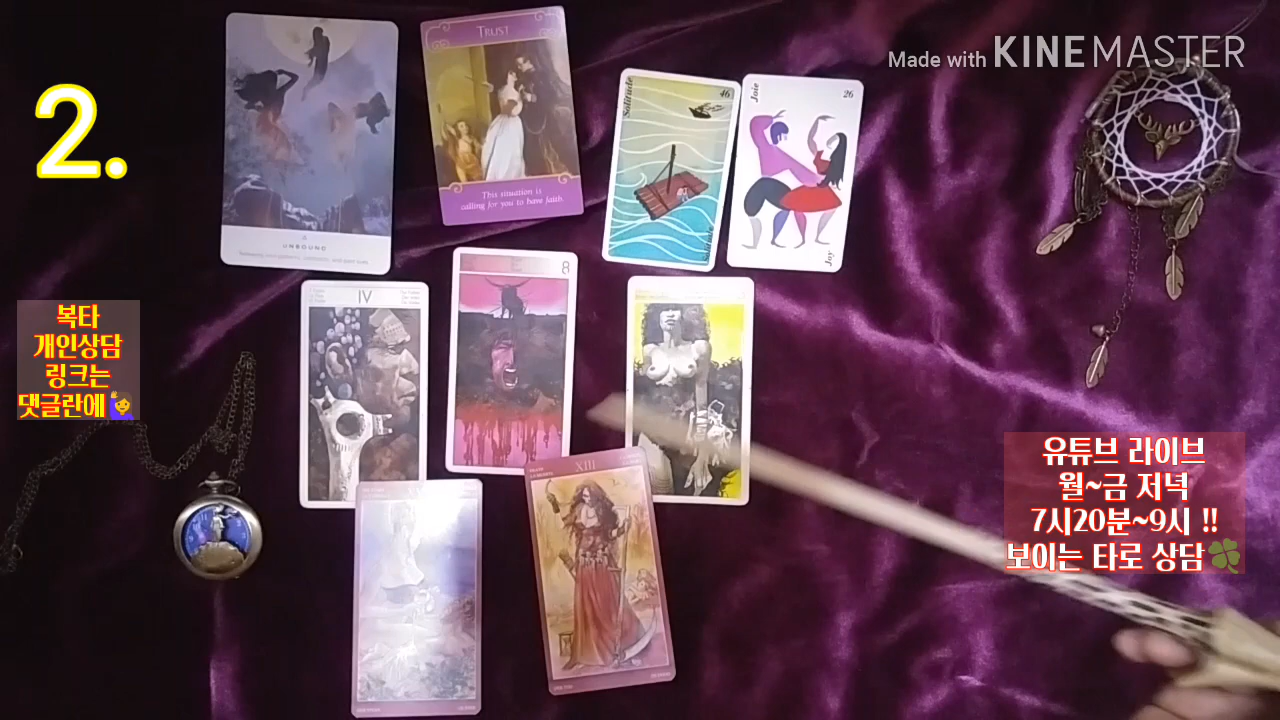 Made with KINEMASTER
2.
UNBOUND
TRUST
This situation is
calling for you to have faith.
Solitude
46
Joie
26
Joy
IV
8
XIII
복타
개인상담
링크는
댓글란에🙋‍♀️
유튜브 라이브
월~금 저녁
7시20분~9시 !!
보이는 타로 상담🍀